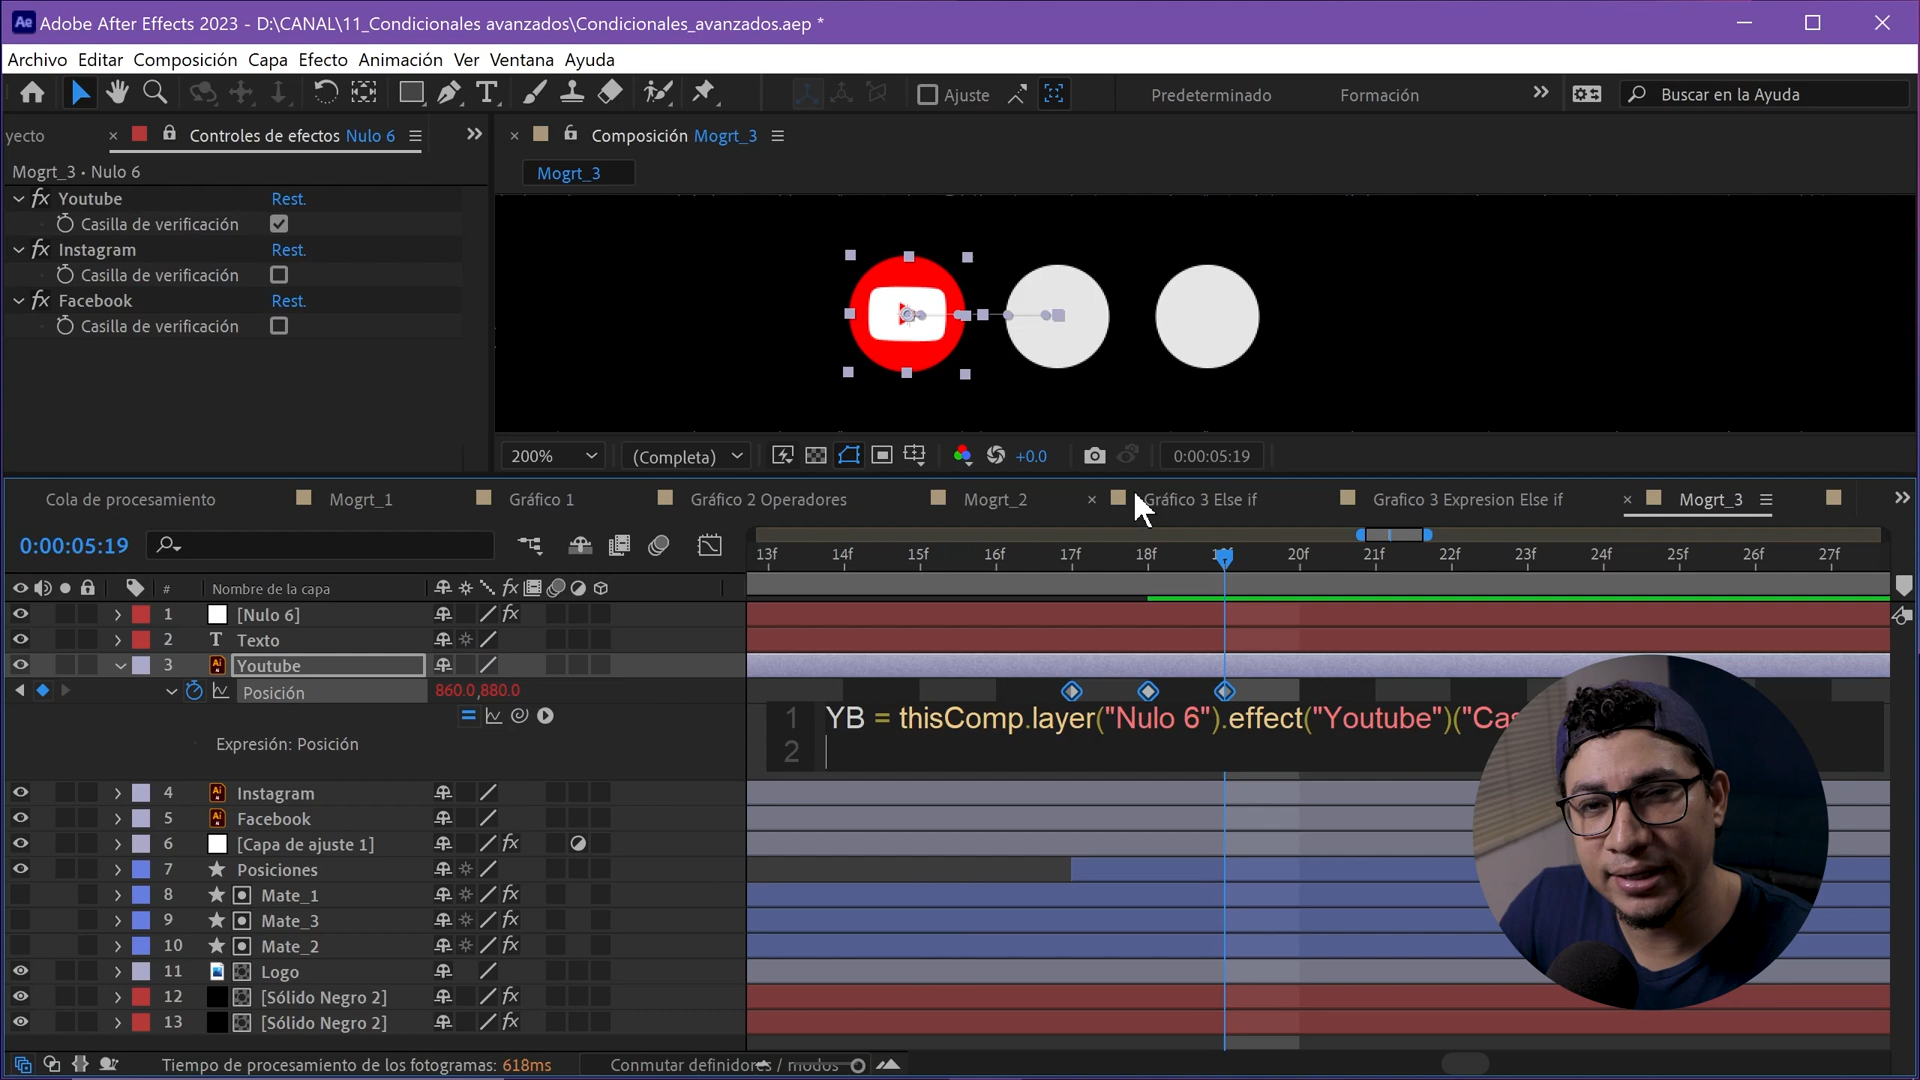 Ae Adobe After Effects 2023 - D:\CANAL\11_Condicionales avanzados\Condicionales_avanzados.aep *
Archivo Editar Composición Capa Efecto Animación Ver Ventana Ayuda
Ajuste Predeterminado Formación Buscar en la Ayuda
yecto Controles de efectos Nulo 6
Composición Mogrt_3
Mogrt_3 • Nulo 6
Mogrt_3
fx Youtube Rest.
Casilla de verificación
fx Instagram Rest.
Casilla de verificación
fx Facebook Rest.
Casilla de verificación
200% (Completa) +0.0 0:00:05:19
Cola de procesamiento Mogrt_1 Gráfico 1 Gráfico 2 Operadores Mogrt_2 Gráfico 3 Else if Grafico 3 Expresion Else if Mogrt_3
0:00:05:19
13f 14f 15f 16f 17f 18f 19f 20f 21f 22f 23f 24f 25f 26f 27f
# Nombre de la capa
1 [Nulo 6]
2 Texto
3 Youtube
Posición 860.0,880.0
1 YB = thisComp.layer("Nulo 6").effect("Youtube")("Cas
2
Expresión: Posición
4 Instagram
5 Facebook
6 [Capa de ajuste 1]
7 Posiciones
8 Mate_1
9 Mate_3
10 Mate_2
11 Logo
12 [Sólido Negro 2]
13 [Sólido Negro 2]
Tiempo de procesamiento de los fotogramas: 618ms Conmutar definidores / modos